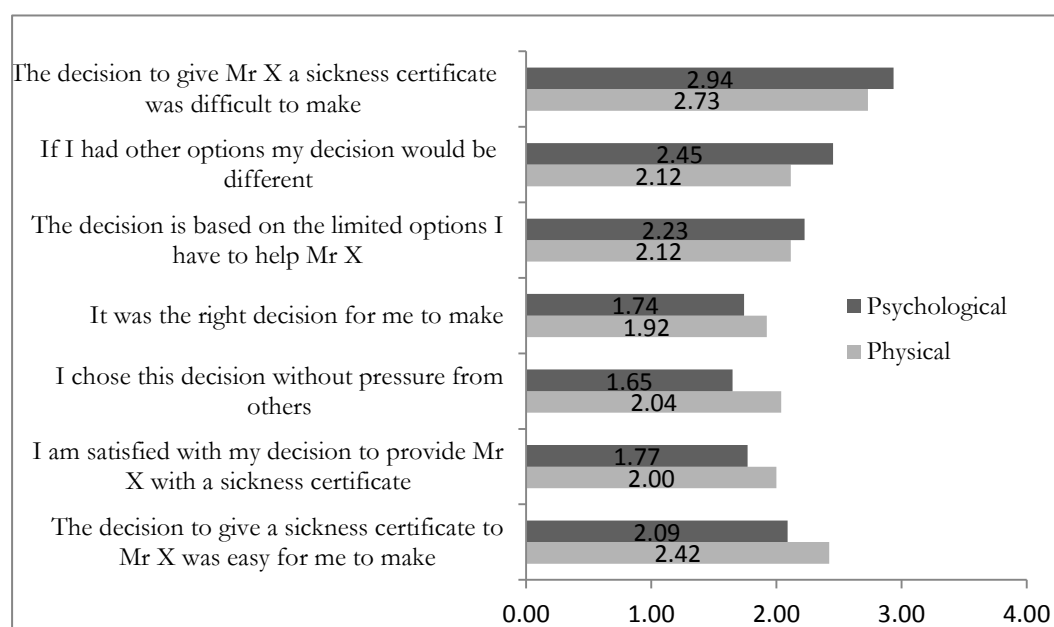 The decision to give Mr X a sickness certificate
was difficult to make
2.94
2.73
If I had other options my decision would be
different
2.45
2.12
The decision is based on the limited options I
have to help Mr X
2.23
2.12
It was the right decision for me to make
1.74
1.92
I chose this decision without pressure from
others
1.65
2.04
I am satisfied with my decision to provide Mr
X with a sickness certificate
1.77
2.00
The decision to give a sickness certificate to
Mr X was easy for me to make
2.09
2.42
Psychological
Physical
0.00 1.00 2.00 3.00 4.00